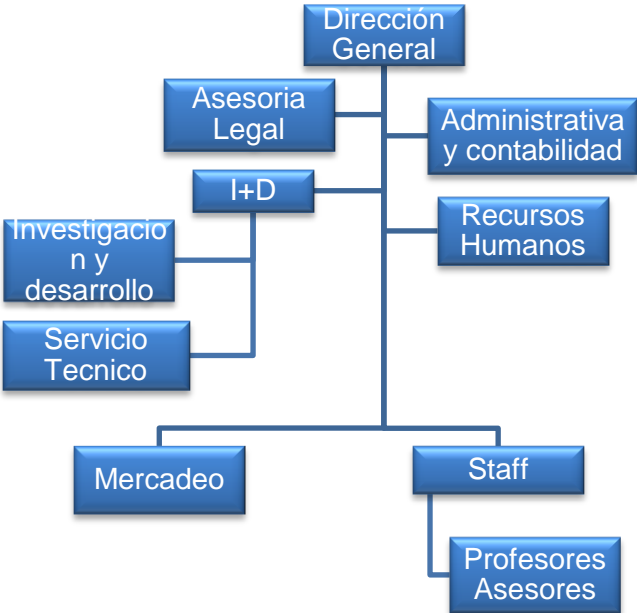 Dirección
General
Asesoria
Legal
Administrativa
y contabilidad
I+D
Recursos
Humanos
Investigacio
n y
desarrollo
Servicio
Tecnico
Mercadeo
Staff
Profesores
Asesores